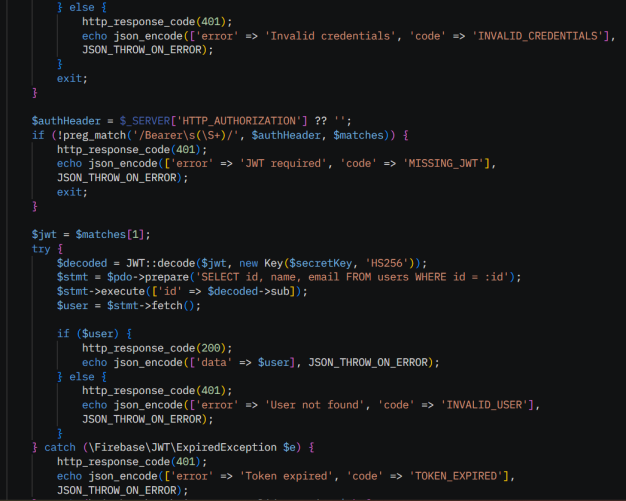 } else {
http_response_code(401);
echo json_encode(['error' => 'Invalid credentials', 'code' => 'INVALID_CREDENTIALS'],
JSON_THROW_ON_ERROR);
}
exit;
}
$authHeader = $_SERVER['HTTP_AUTHORIZATION'] ?? '';
if (!preg_match('/Bearer\s(\S+)/', $authHeader, $matches)) {
http_response_code(401);
echo json_encode(['error' => 'JWT required', 'code' => 'MISSING_JWT'],
JSON_THROW_ON_ERROR);
exit;
}
$jwt = $matches[1];
try {
$decoded = JWT::decode($jwt, new Key($secretKey, 'HS256'));
$stmt = $pdo->prepare('SELECT id, name, email FROM users WHERE id = :id');
$stmt->execute(['id' => $decoded->sub]);
$user = $stmt->fetch();
if ($user) {
http_response_code(200);
echo json_encode(['data' => $user], JSON_THROW_ON_ERROR);
} else {
http_response_code(401);
echo json_encode(['error' => 'User not found', 'code' => 'INVALID_USER'],
JSON_THROW_ON_ERROR);
}
} catch (\Firebase\JWT\ExpiredException $e) {
http_response_code(401);
echo json_encode(['error' => 'Token expired', 'code' => 'TOKEN_EXPIRED'],
JSON_THROW_ON_ERROR);